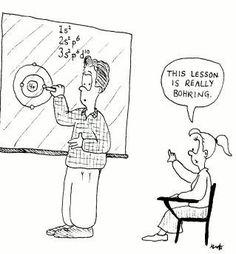 1s²
2s²p⁶
3s²p⁶d¹⁰
THIS LESSON
IS REALLY
BOHRING.